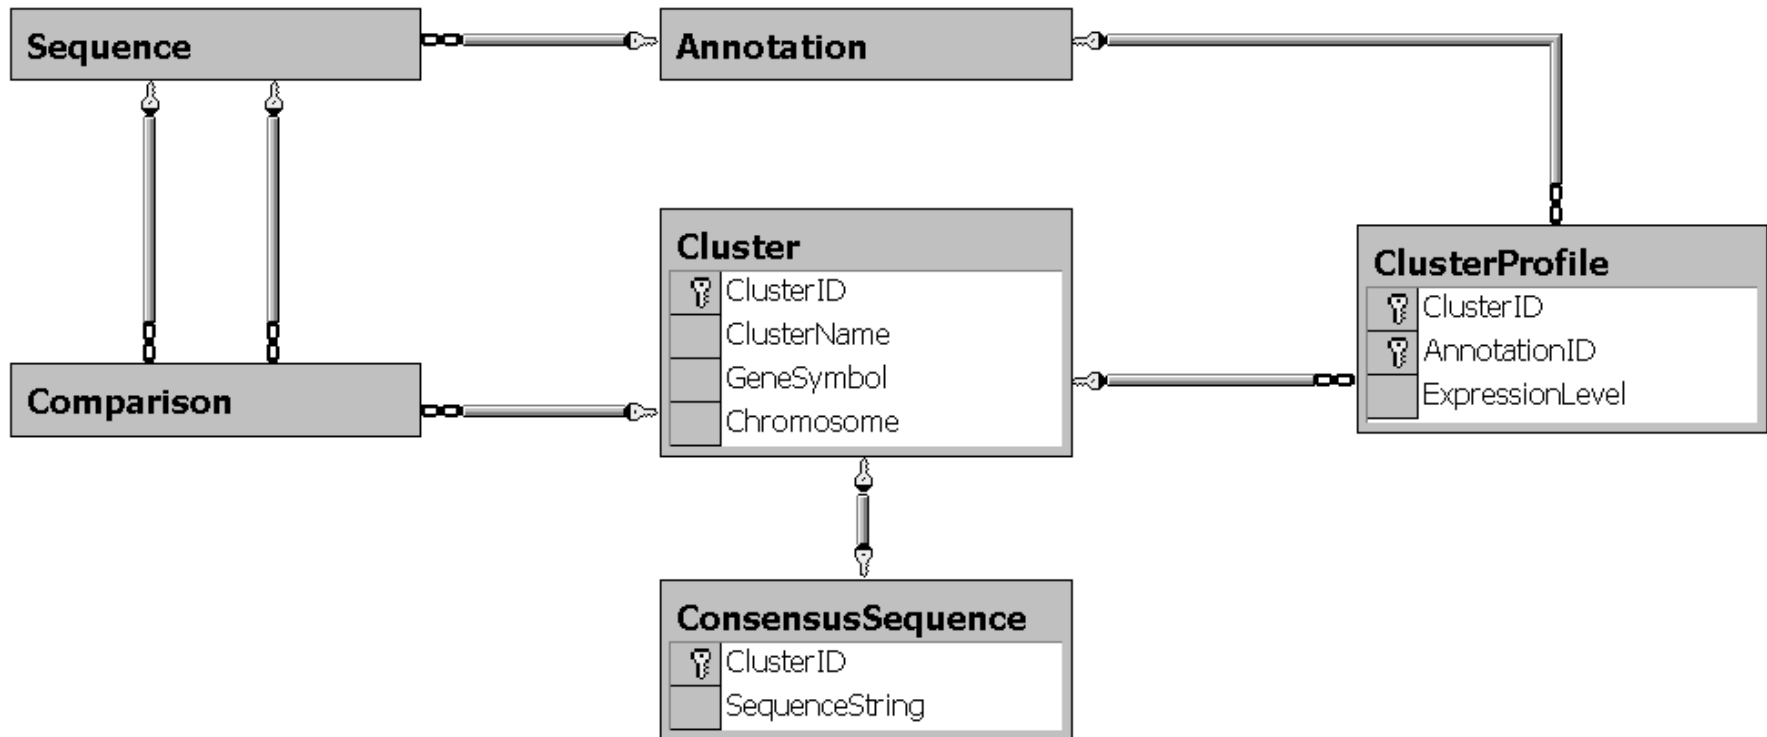 Sequence
Annotation
Cluster
ClusterID
ClusterName
GeneSymbol
Chromosome
ClusterProfile
ClusterID
AnnotationID
ExpressionLevel
Comparison
ConsensusSequence
ClusterID
SequenceString